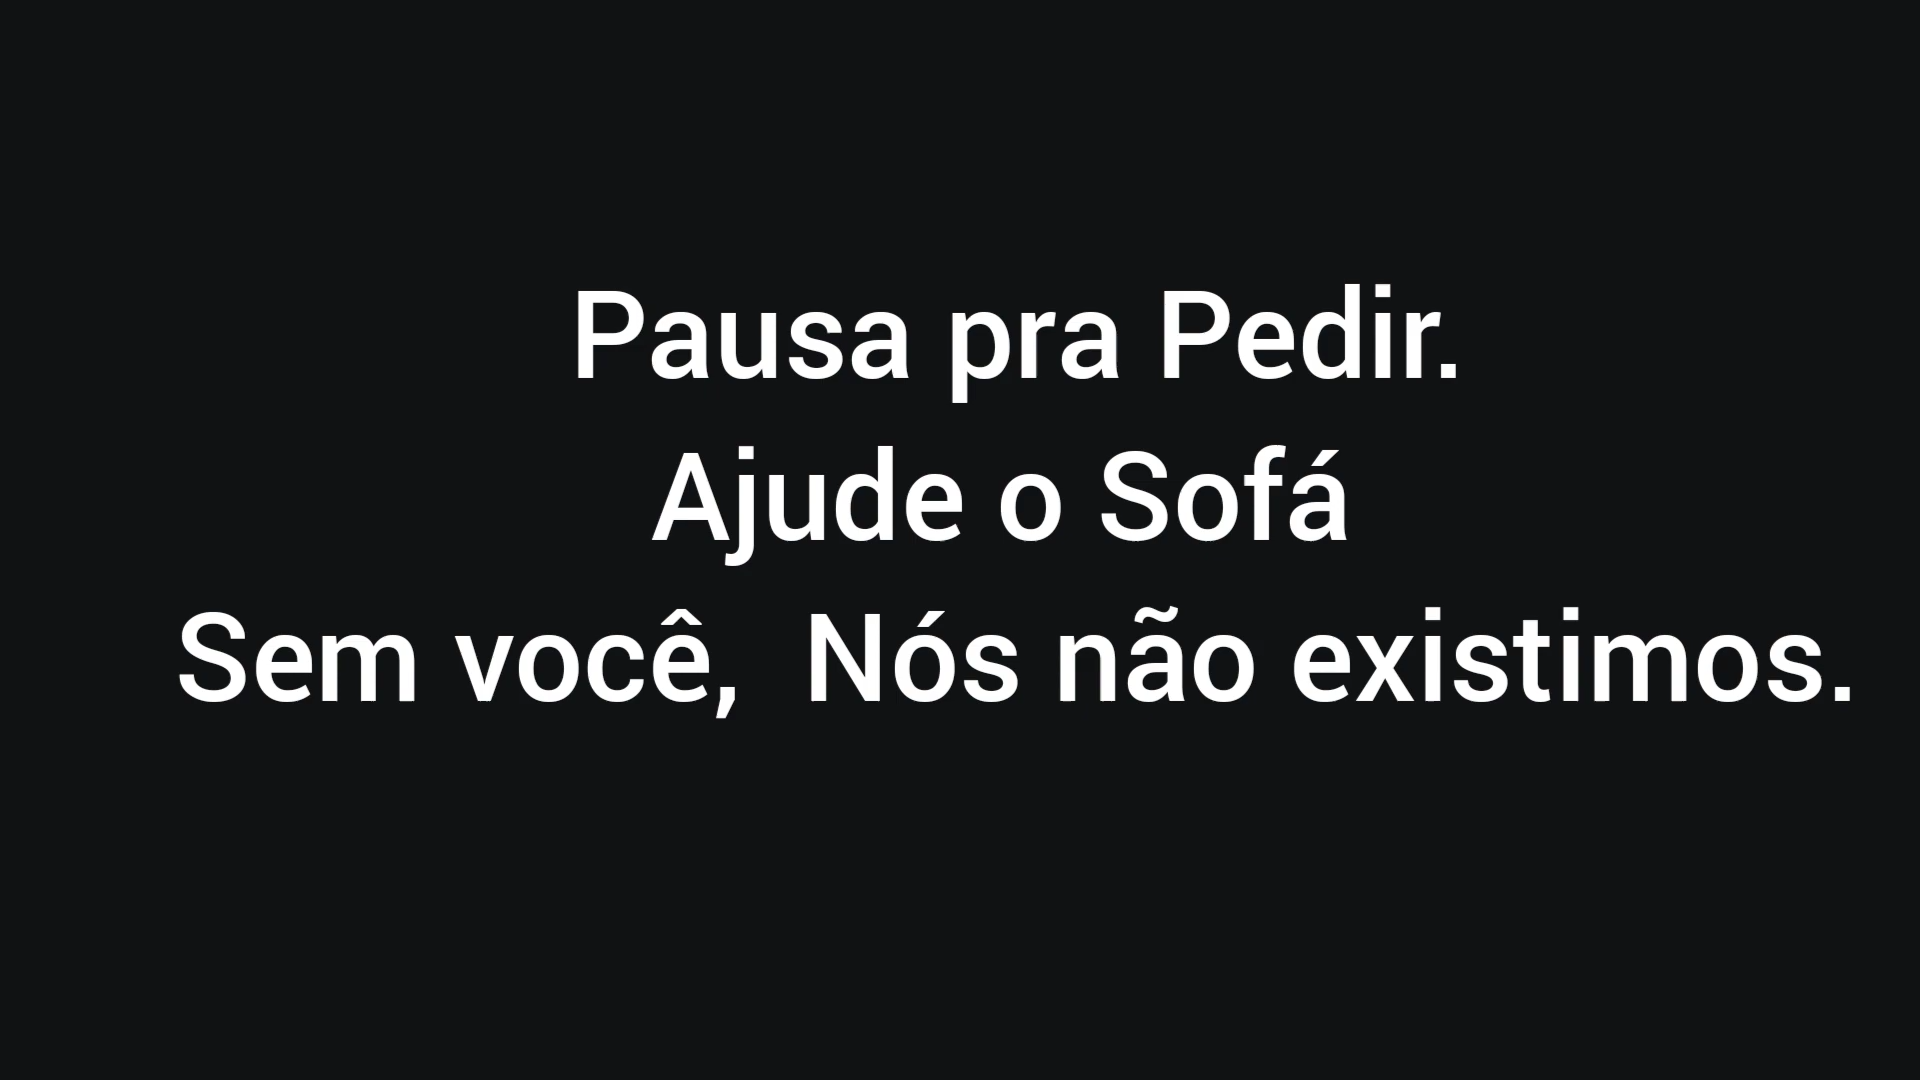 Pausa pra Pedir.
Ajude o Sofá
Sem você,  Nós não existimos.